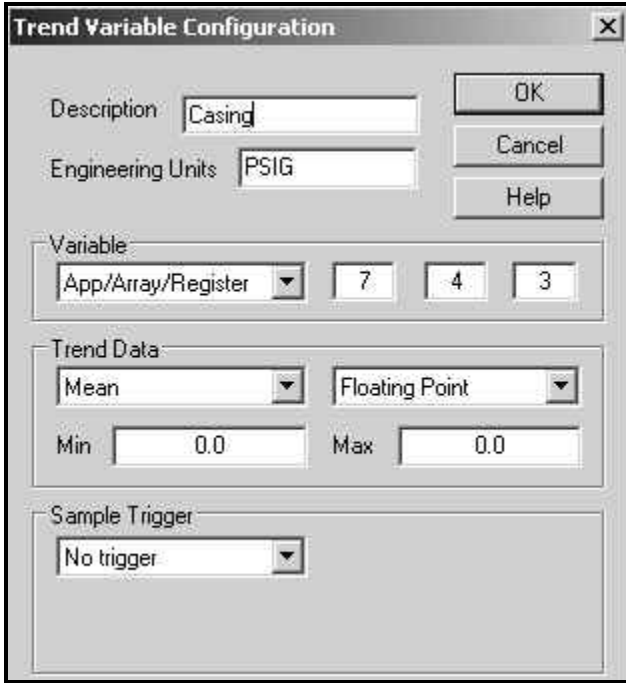 Trend Variable Configuration
Description Casing OK
Engineering Units PSIG Cancel
Help
Variable
App/Array/Register 7 4 3
Trend Data
Mean Floating Point
Min 0.0 Max 0.0
Sample Trigger
No trigger